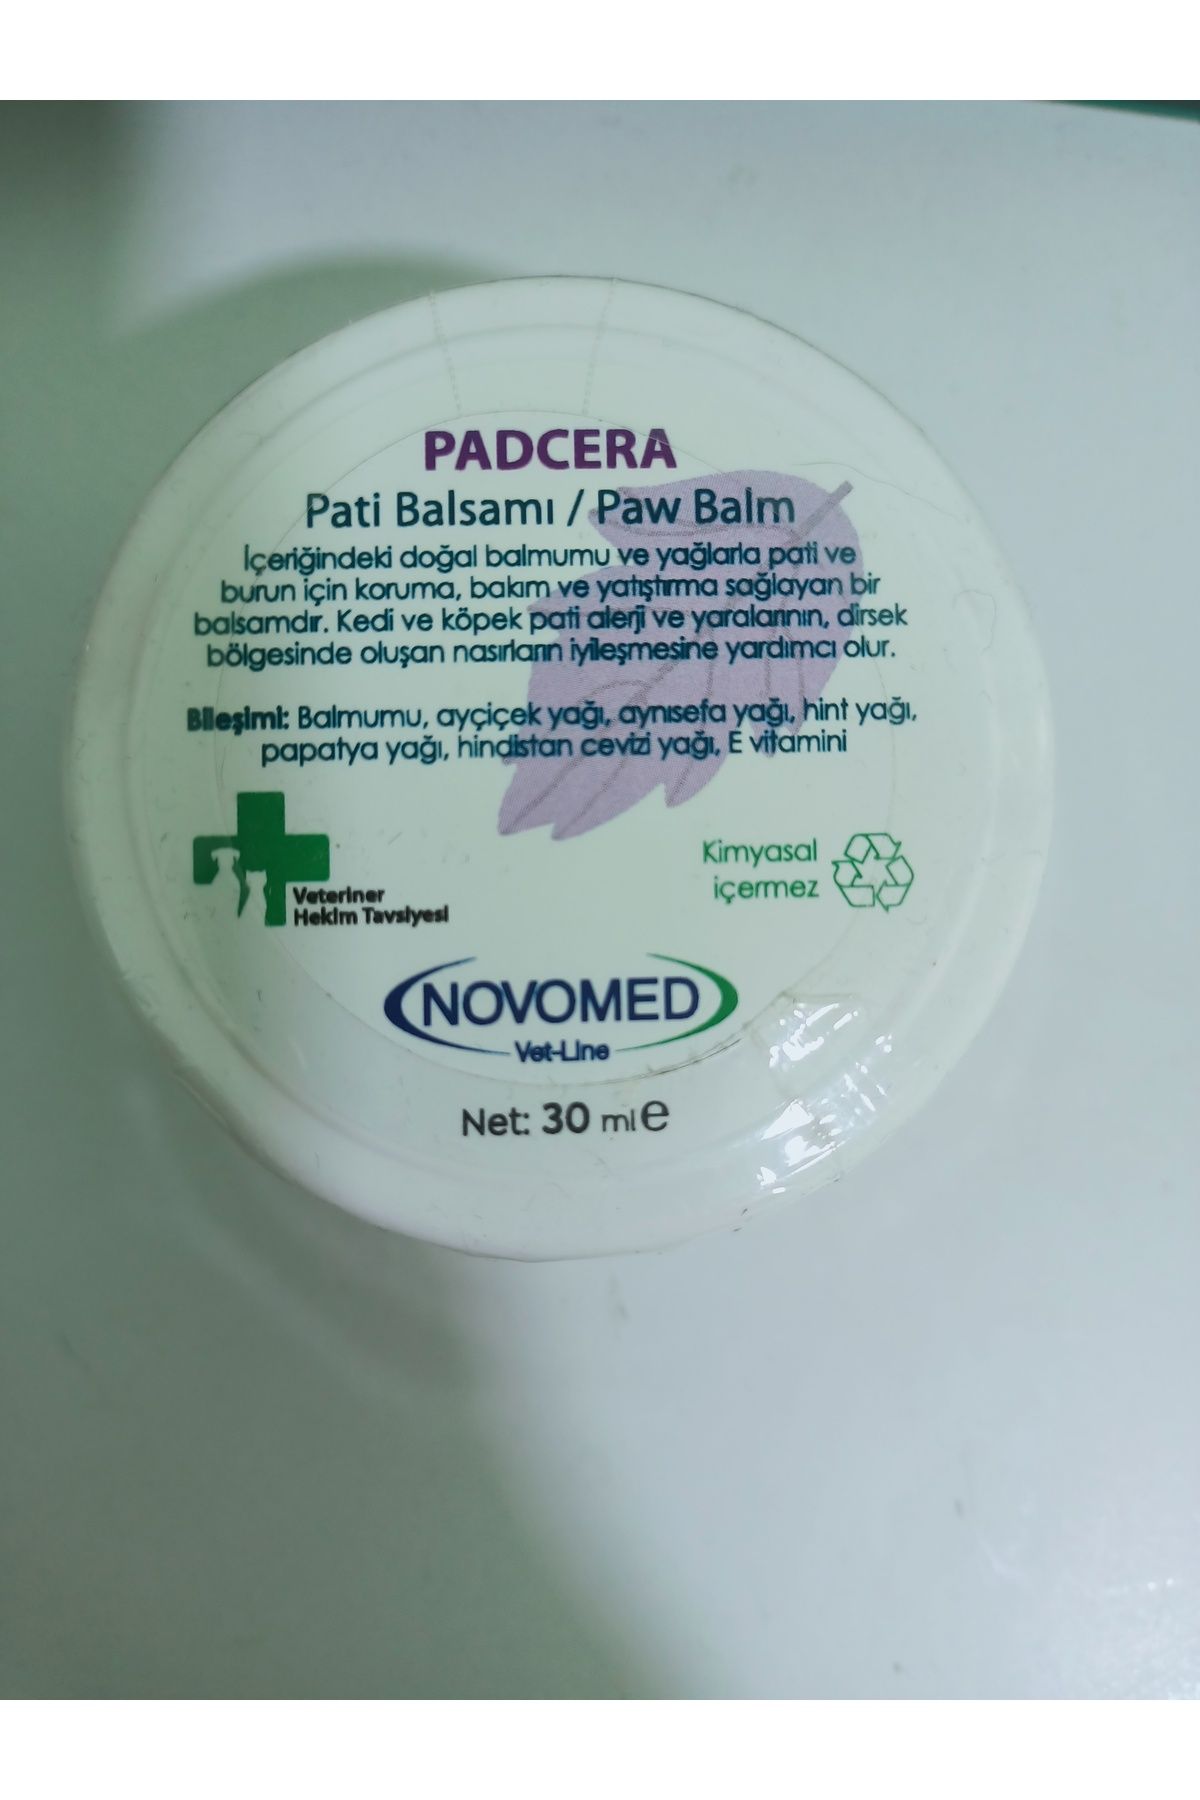 PADCERA
Pati Balsamı / Paw Balm
İçeriğindeki doğal balmumu ve yağlarla pati ve
burun için koruma, bakım ve yatıştırma sağlayan bir
balsamdır. Kedi ve köpek pati alerji ve yaralarının, dirsek
bölgesinde oluşan nasırların iyileşmesine yardımcı olur.
Bileşimi: Balmumu, ayçiçek yağı, aynısefa yağı, hint yağı,
papatya yağı, hindistan cevizi yağı, E vitamini
Veteriner
Hekim Tavsiyesi
Kimyasal
içermez
NOVOMED
Vet-Line
Net: 30 ml e